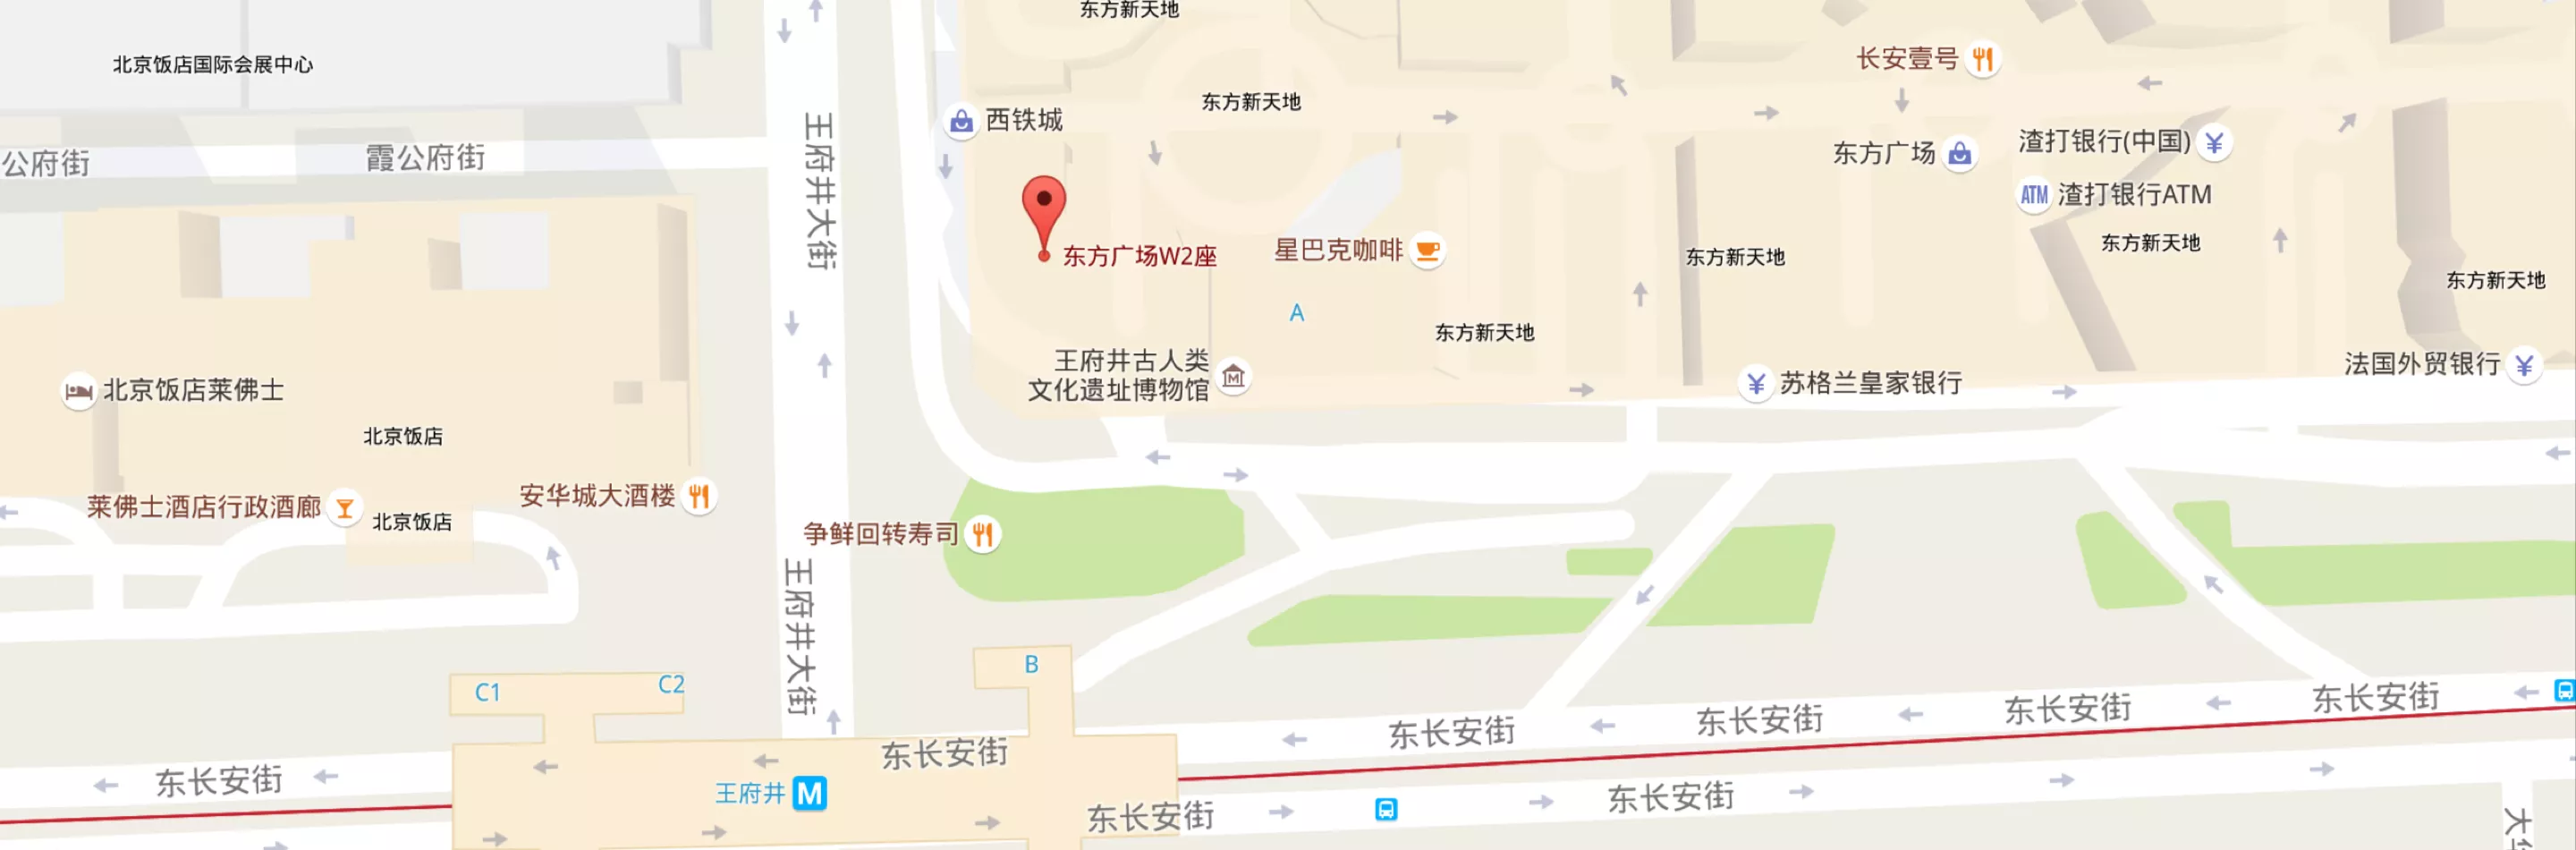 东方新天地
北京饭店国际会展中心
长安壹号
东方新天地
西铁城
王府井大街
渣打银行(中国)
东方广场
公府街
霞公府街
ATM 渣打银行ATM
东方新天地
星巴克咖啡
东方广场W2座
东方新天地
东方新天地
A
东方新天地
王府井古人类
文化遗址博物馆
法国外贸银行
苏格兰皇家银行
北京饭店莱佛士
北京饭店
安华城大酒楼
莱佛士酒店行政酒廊
北京饭店
争鲜回转寿司
王府井大街
B
C1
C2
东长安街
东长安街
东长安街
东长安街
东长安街
东长安街
王府井 M
东长安街
东长安街